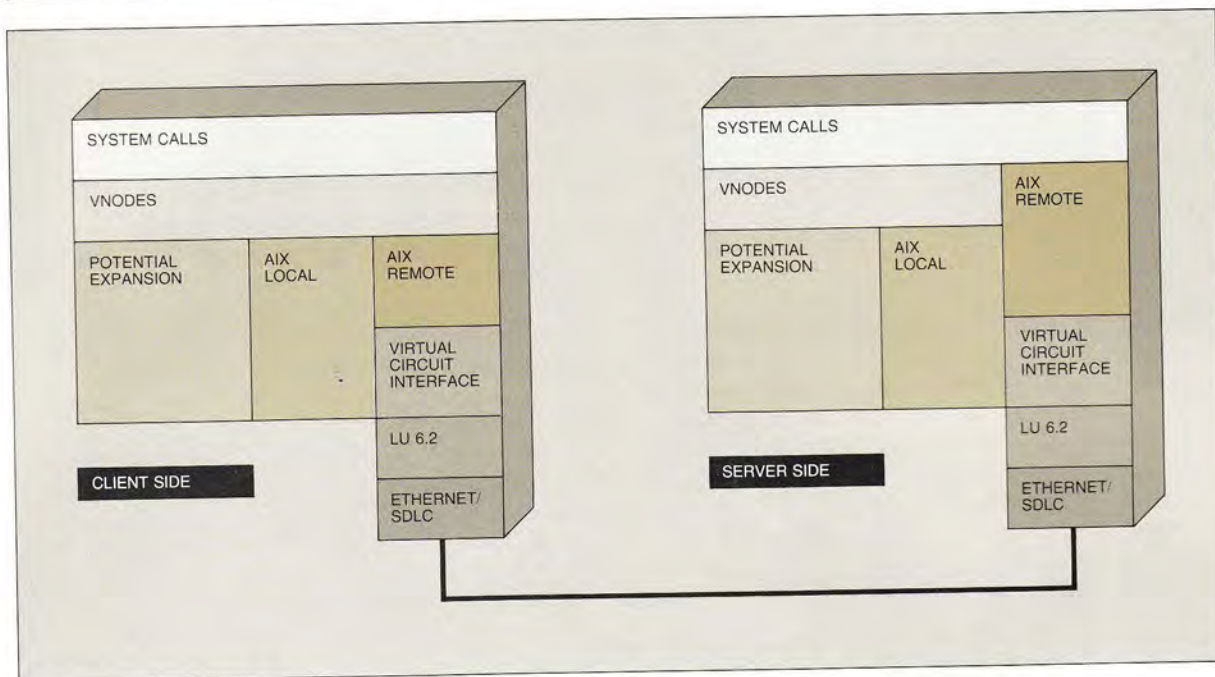 SYSTEM CALLS
VNODES
POTENTIAL
EXPANSION
AIX
LOCAL
AIX
REMOTE
VIRTUAL
CIRCUIT
INTERFACE
LU 6.2
ETHERNET/
SDLC
CLIENT SIDE
SYSTEM CALLS
VNODES
AIX
REMOTE
POTENTIAL
EXPANSION
AIX
LOCAL
VIRTUAL
CIRCUIT
INTERFACE
LU 6.2
ETHERNET/
SDLC
SERVER SIDE